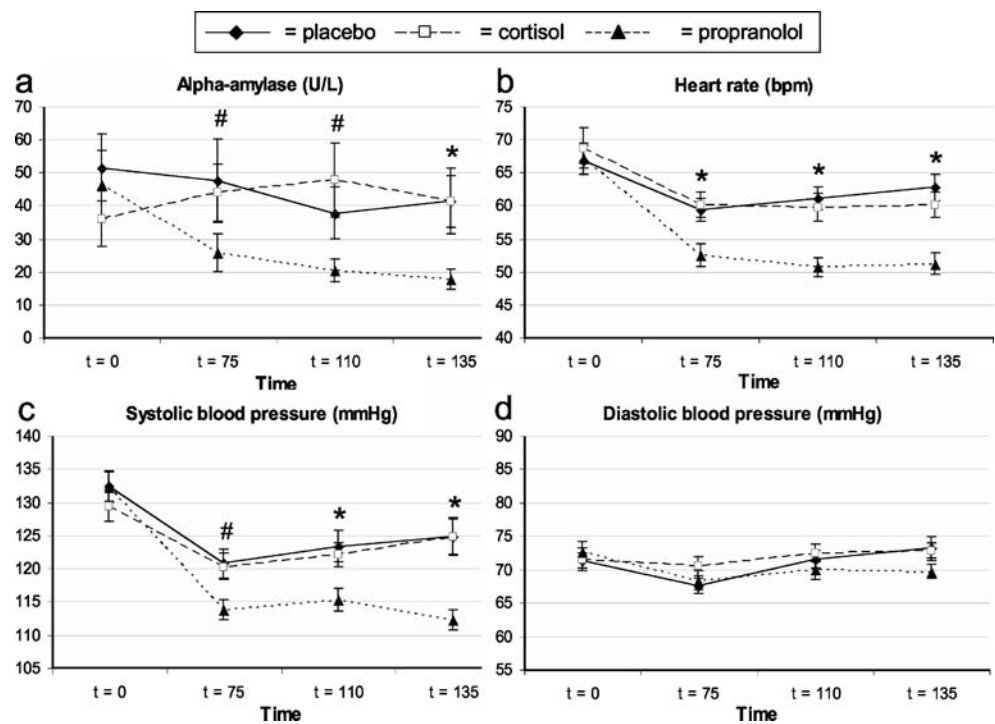 = placebo = cortisol = propranolol
a Alpha-amylase (U/L)
70
60
50
40
30
20
10
0
# # *
t = 0 t = 75 t = 110 t = 135
Time
b Heart rate (bpm)
75
70
65
60
55
50
45
40
* * *
t = 0 t = 75 t = 110 t = 135
Time
c Systolic blood pressure (mmHg)
140
135
130
125
120
115
110
105
# * *
t = 0 t = 75 t = 110 t = 135
Time
d Diastolic blood pressure (mmHg)
90
85
80
75
70
65
60
55
t = 0 t = 75 t = 110 t = 135
Time